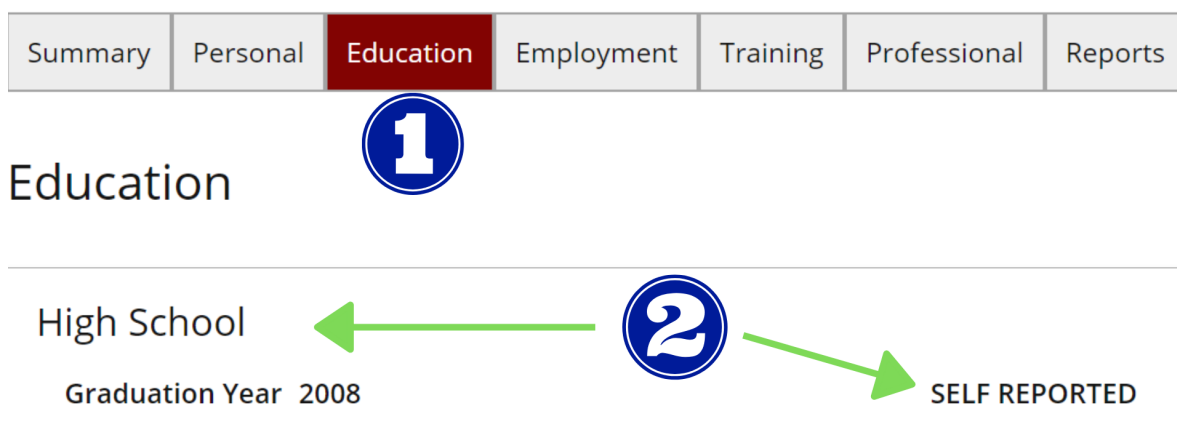 Summary Personal Education Employment Training Professional Reports
1
Education
High School
2
Graduation Year 2008 SELF REPORTED